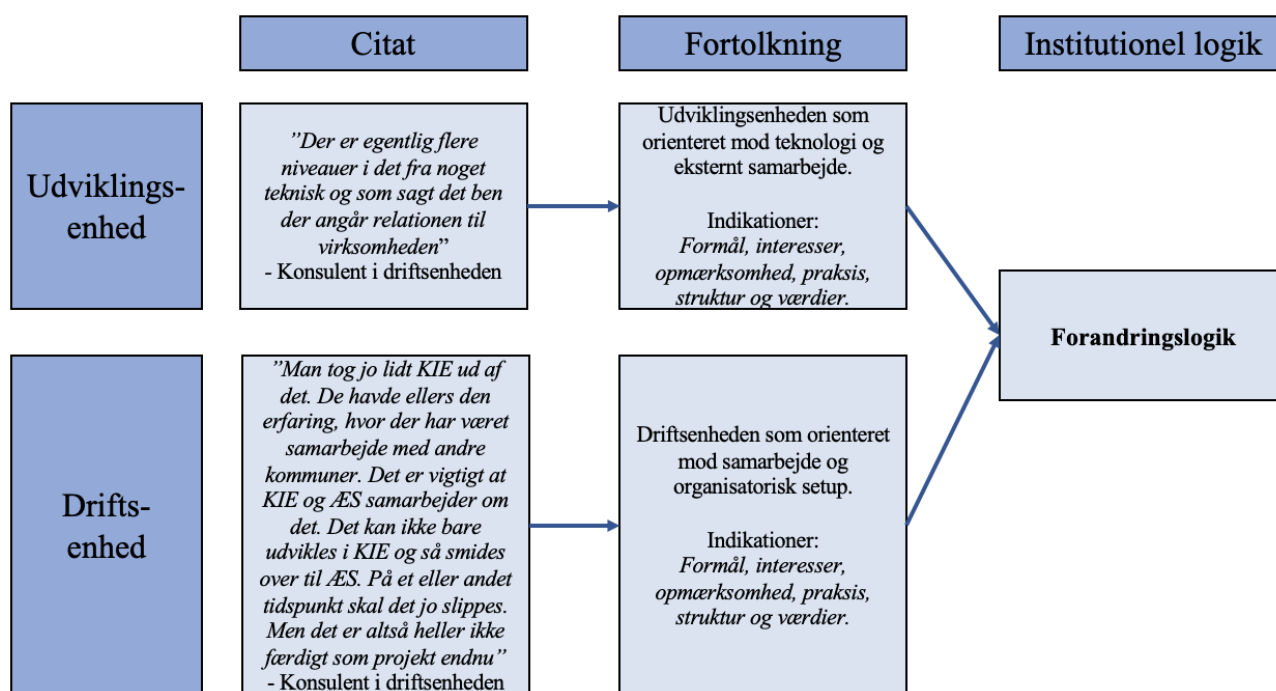 Citat
Fortolkning
Institutionel logik
Udviklings-
enhed
”Der er egentlig flere
niveauer i det fra noget
teknisk og som sagt det ben
der angår relationen til
virksomheden”
- Konsulent i driftsenheden
Udviklingsenheden som
orienteret mod teknologi og
eksternt samarbejde.
Indikationer:
Formål, interesser,
opmærksomhed, praksis,
struktur og værdier.
Forandringslogik
Drifts-
enhed
”Man tog jo lidt KIE ud af
det. De havde ellers den
erfaring, hvor der har været
samarbejde med andre
kommuner. Det er vigtigt at
KIE og ÆS samarbejder om
det. Det kan ikke bare
udvikles i KIE og så smides
over til ÆS. På et eller andet
tidspunkt skal det jo slippes.
Men det er altså heller ikke
færdigt som projekt endnu”
- Konsulent i driftsenheden
Driftsenheden som orienteret
mod samarbejde og
organisatorisk setup.
Indikationer:
Formål, interesser,
opmærksomhed, praksis,
struktur og værdier.